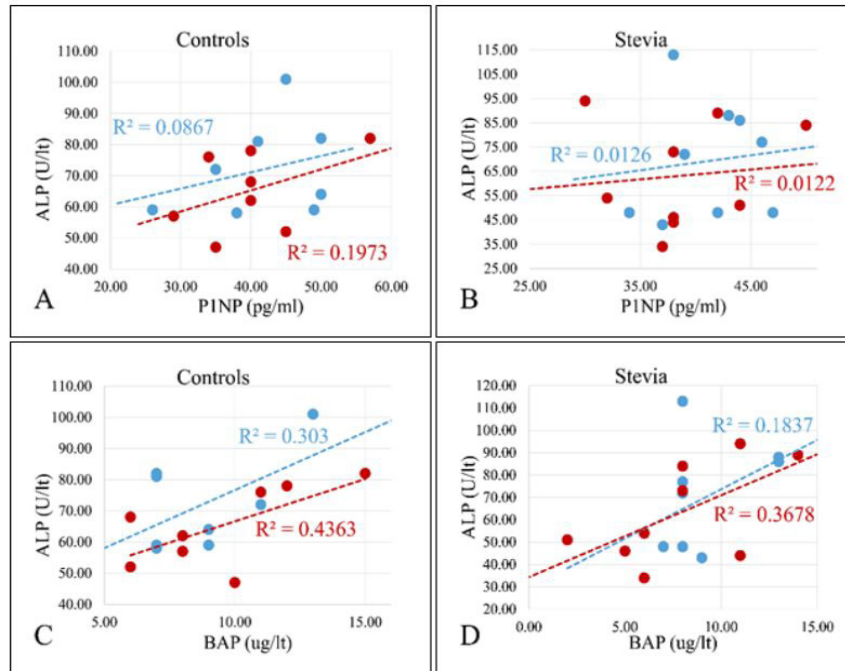 Controls
110.00
100.00
90.00
80.00
70.00
60.00
50.00
40.00
ALP (U/lt)
R² = 0.0867
R² = 0.1973
20.00 30.00 40.00 50.00 60.00
A P1NP (pg/ml)
Stevia
115.00
105.00
95.00
85.00
75.00
65.00
55.00
45.00
35.00
25.00
ALP (U/lt)
R² = 0.0126
R² = 0.0122
25.00 35.00 45.00
B P1NP (pg/ml)
Controls
110.00
100.00
90.00
80.00
70.00
60.00
50.00
40.00
ALP (U/lt)
R² = 0.303
R² = 0.4363
5.00 10.00 15.00
C BAP (ug/lt)
Stevia
120.00
110.00
100.00
90.00
80.00
70.00
60.00
50.00
40.00
30.00
20.00
ALP (U/lt)
R² = 0.1837
R² = 0.3678
0.00 5.00 10.00 15.00
D BAP (ug/lt)